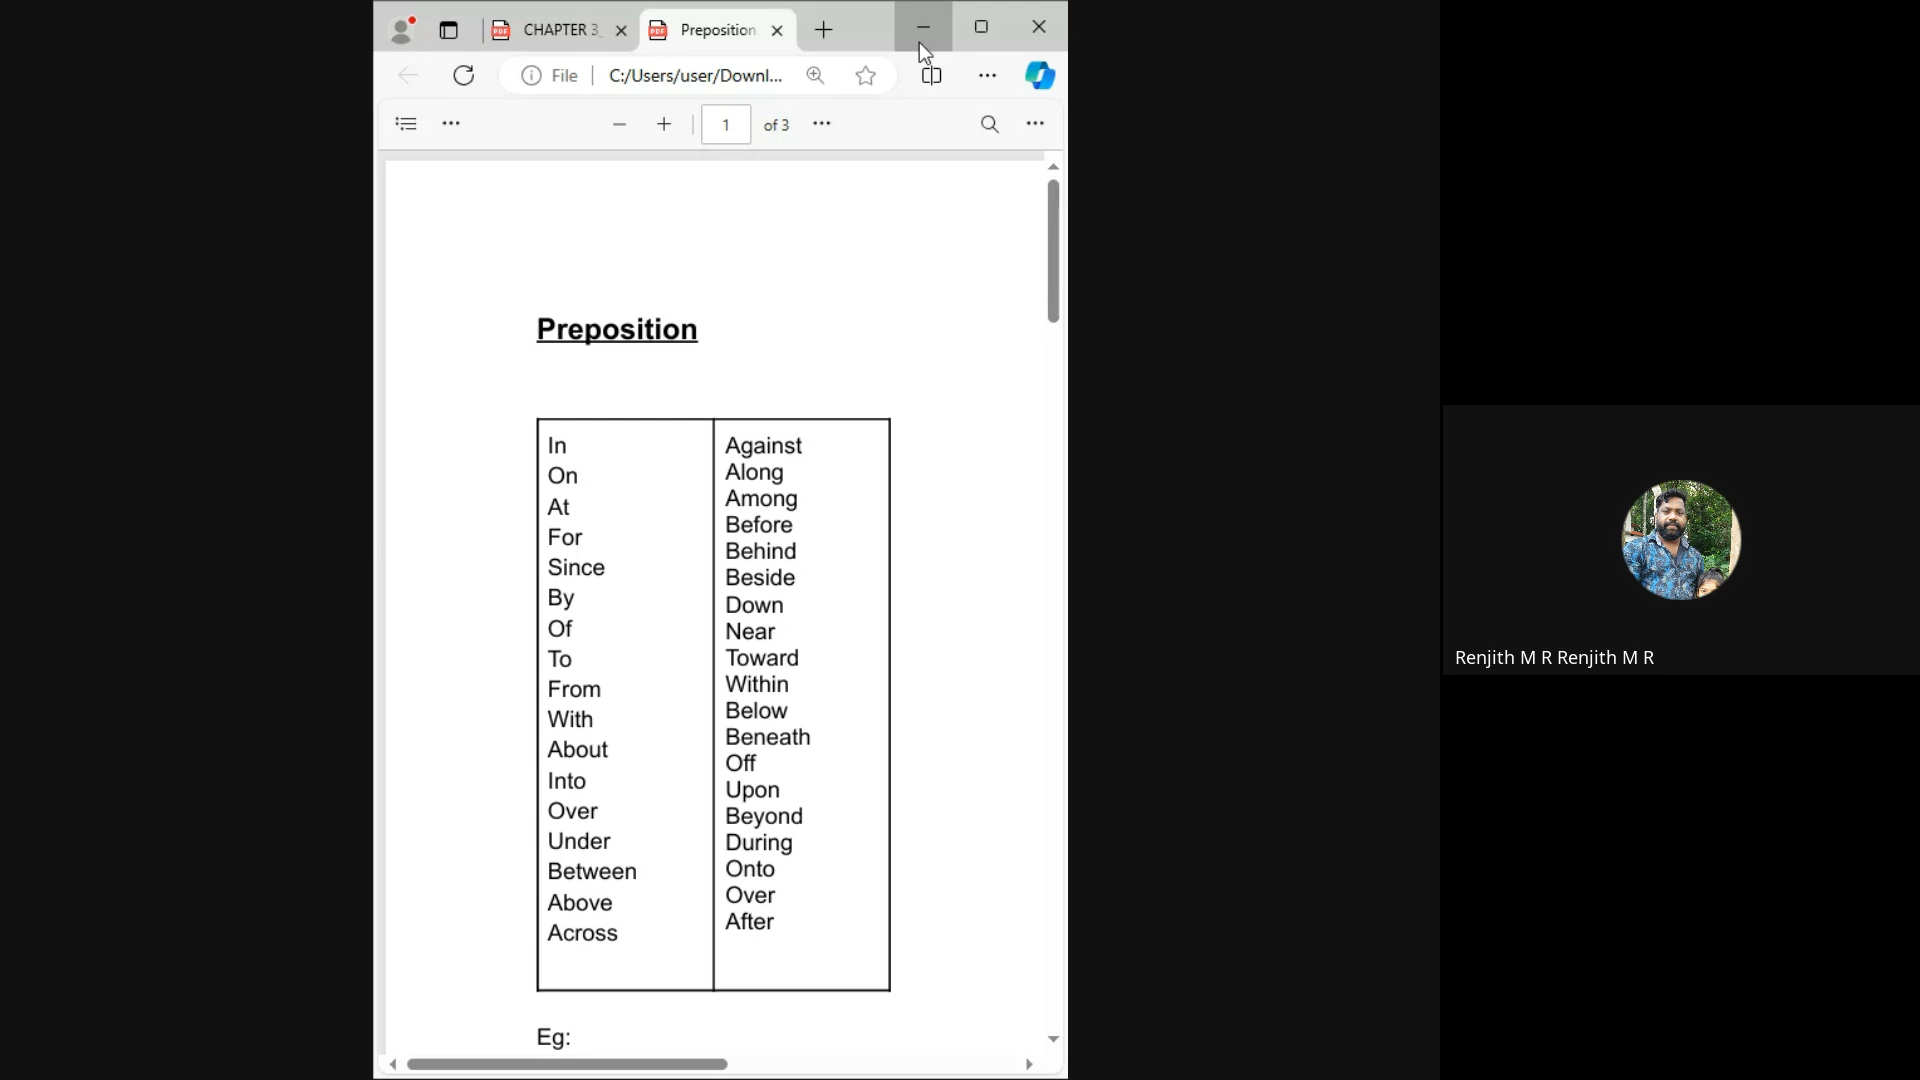 CHAPTER 3
Preposition
File
C:/Users/user/Downl...
1
of 3
Preposition
In
On
At
For
Since
By
Of
To
From
With
About
Into
Over
Under
Between
Above
Across
Against
Along
Among
Before
Behind
Beside
Down
Near
Toward
Within
Below
Beneath
Off
Upon
Beyond
During
Onto
Over
After
Eg:
Renjith M R Renjith M R